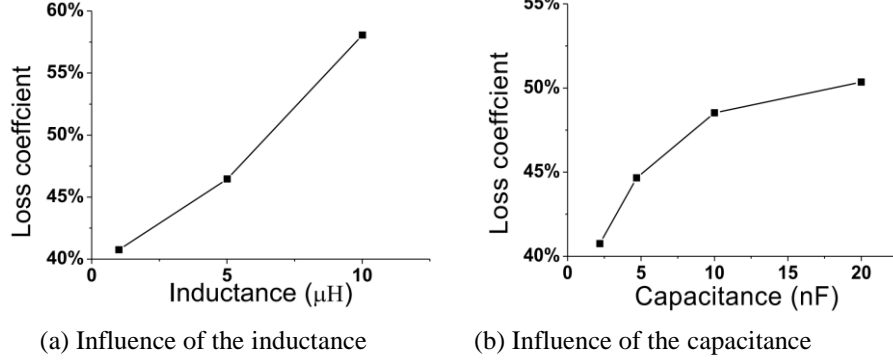 60%
55%
50%
45%
40%
Loss coeffcient
0
5
10
Inductance (μH)
(a) Influence of the inductance
55%
50%
45%
40%
Loss coeffcient
0
5
10
15
20
Capacitance (nF)
(b) Influence of the capacitance